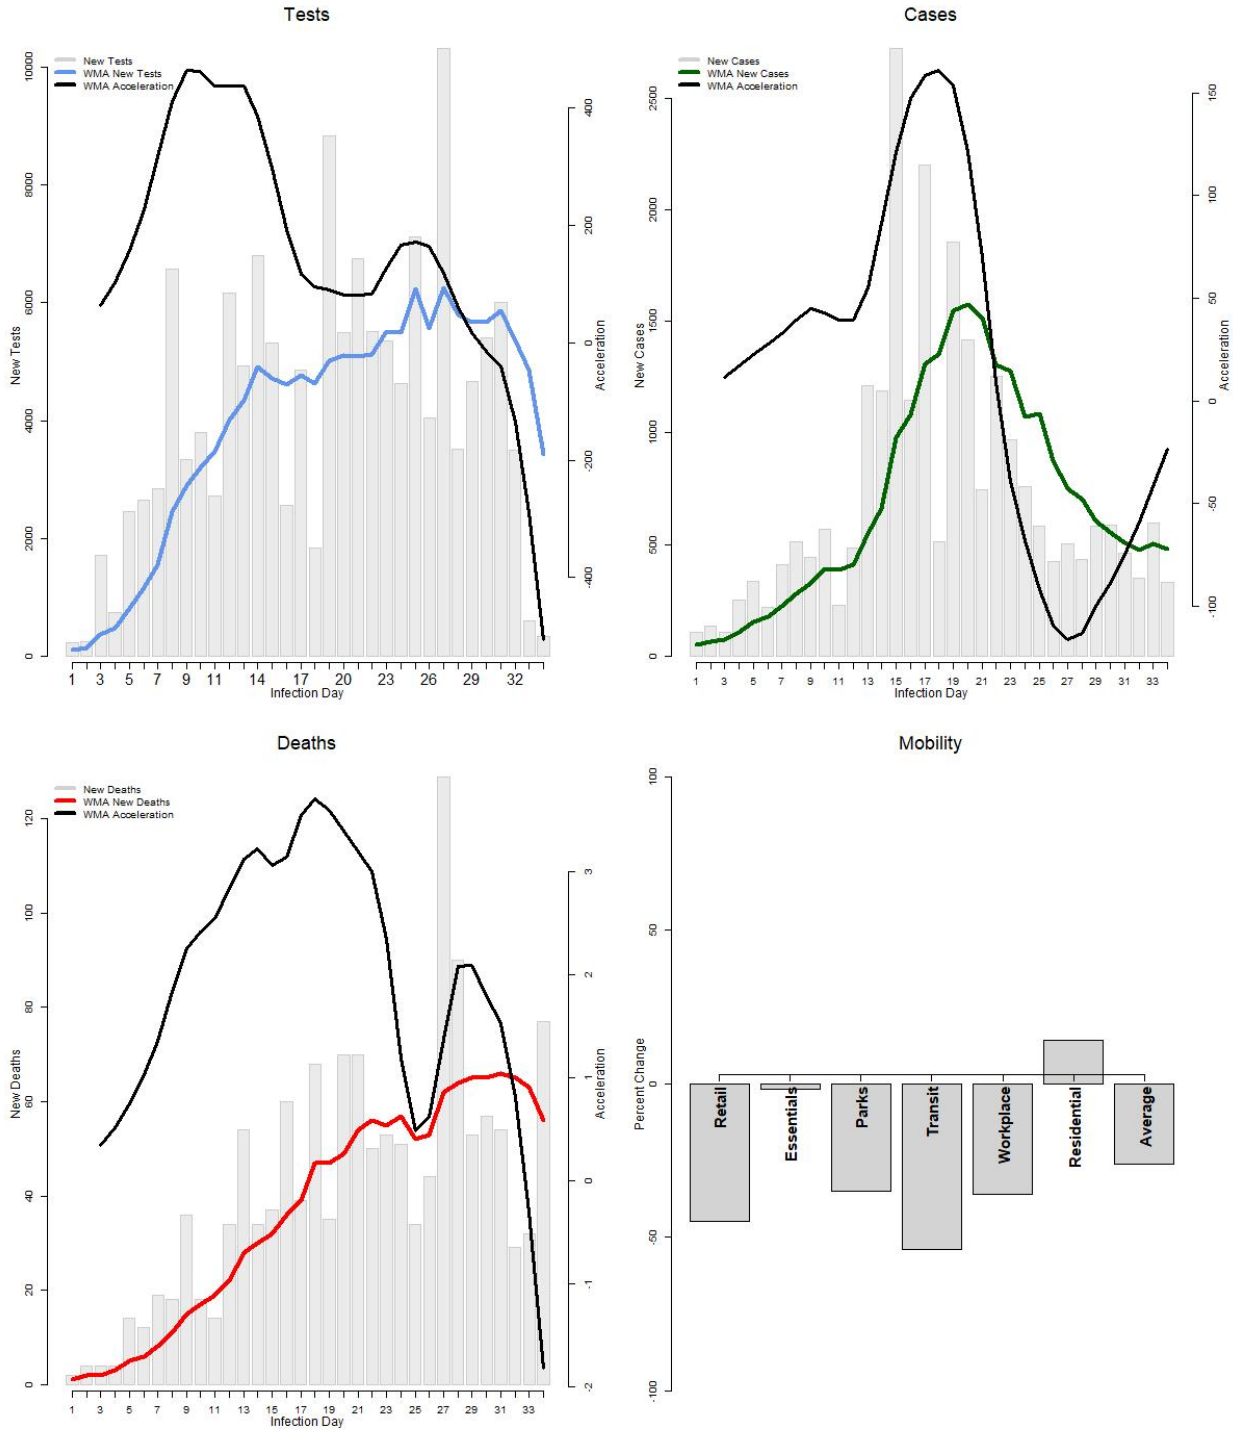 Tests
New Tests
WMA New Tests
WMA Acceleration
10000
8000
6000
4000
2000
0
New Tests
400
200
0
-200
-400
Acceleration
1 3 5 7 9 11 14 17 20 23 26 32
Infection Day
Cases
New Cases
WMA New Cases
WMA Acceleration
2500
2000
1500
1000
500
0
New Cases
150
100
50
0
-50
-100
Acceleration
1 3 5 7 9 11 13 15 17 19 21 23 25 27 29 31 33
Infection Day
Deaths
New Deaths
WMA New Deaths
WMA Acceleration
120
100
80
60
40
20
0
New Deaths
3
2
1
0
-1
-2
Acceleration
1 3 5 7 9 11 13 15 17 19 21 23 25 27 29 31 33
Infection Day
Mobility
100
50
0
-50
-100
Percent Change
Retail
Essentials
Parks
Transit
Workplace
Residential
Average